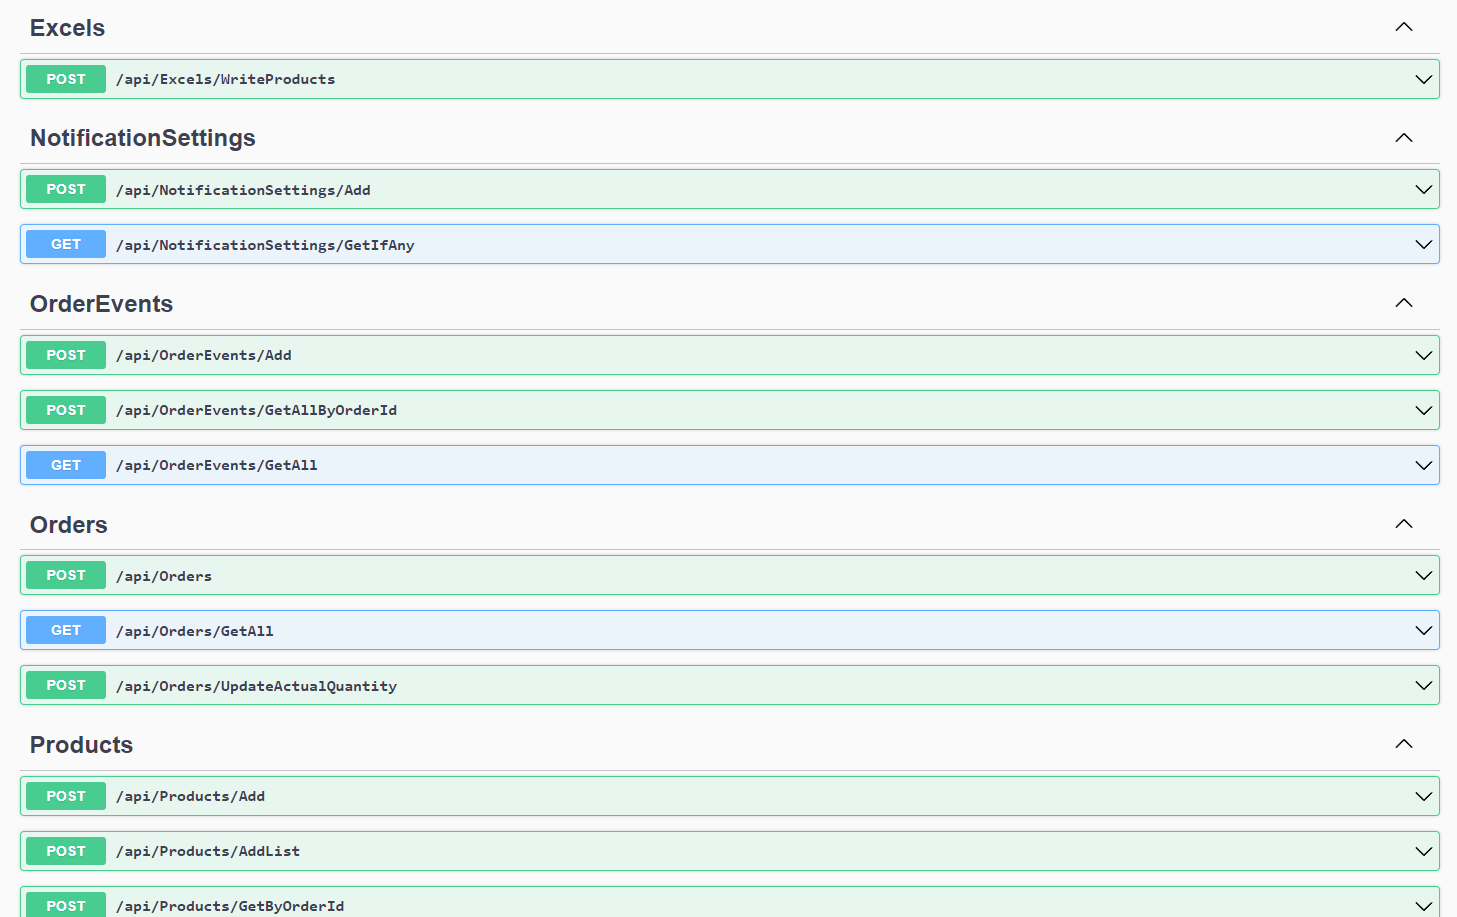 Excels
POST /api/Excels/WriteProducts
NotificationSettings
POST /api/NotificationSettings/Add
GET /api/NotificationSettings/GetIfAny
OrderEvents
POST /api/OrderEvents/Add
POST /api/OrderEvents/GetAllByOrderId
GET /api/OrderEvents/GetAll
Orders
POST /api/Orders
GET /api/Orders/GetAll
POST /api/Orders/UpdateActualQuantity
Products
POST /api/Products/Add
POST /api/Products/AddList
POST /api/Products/GetByOrderId